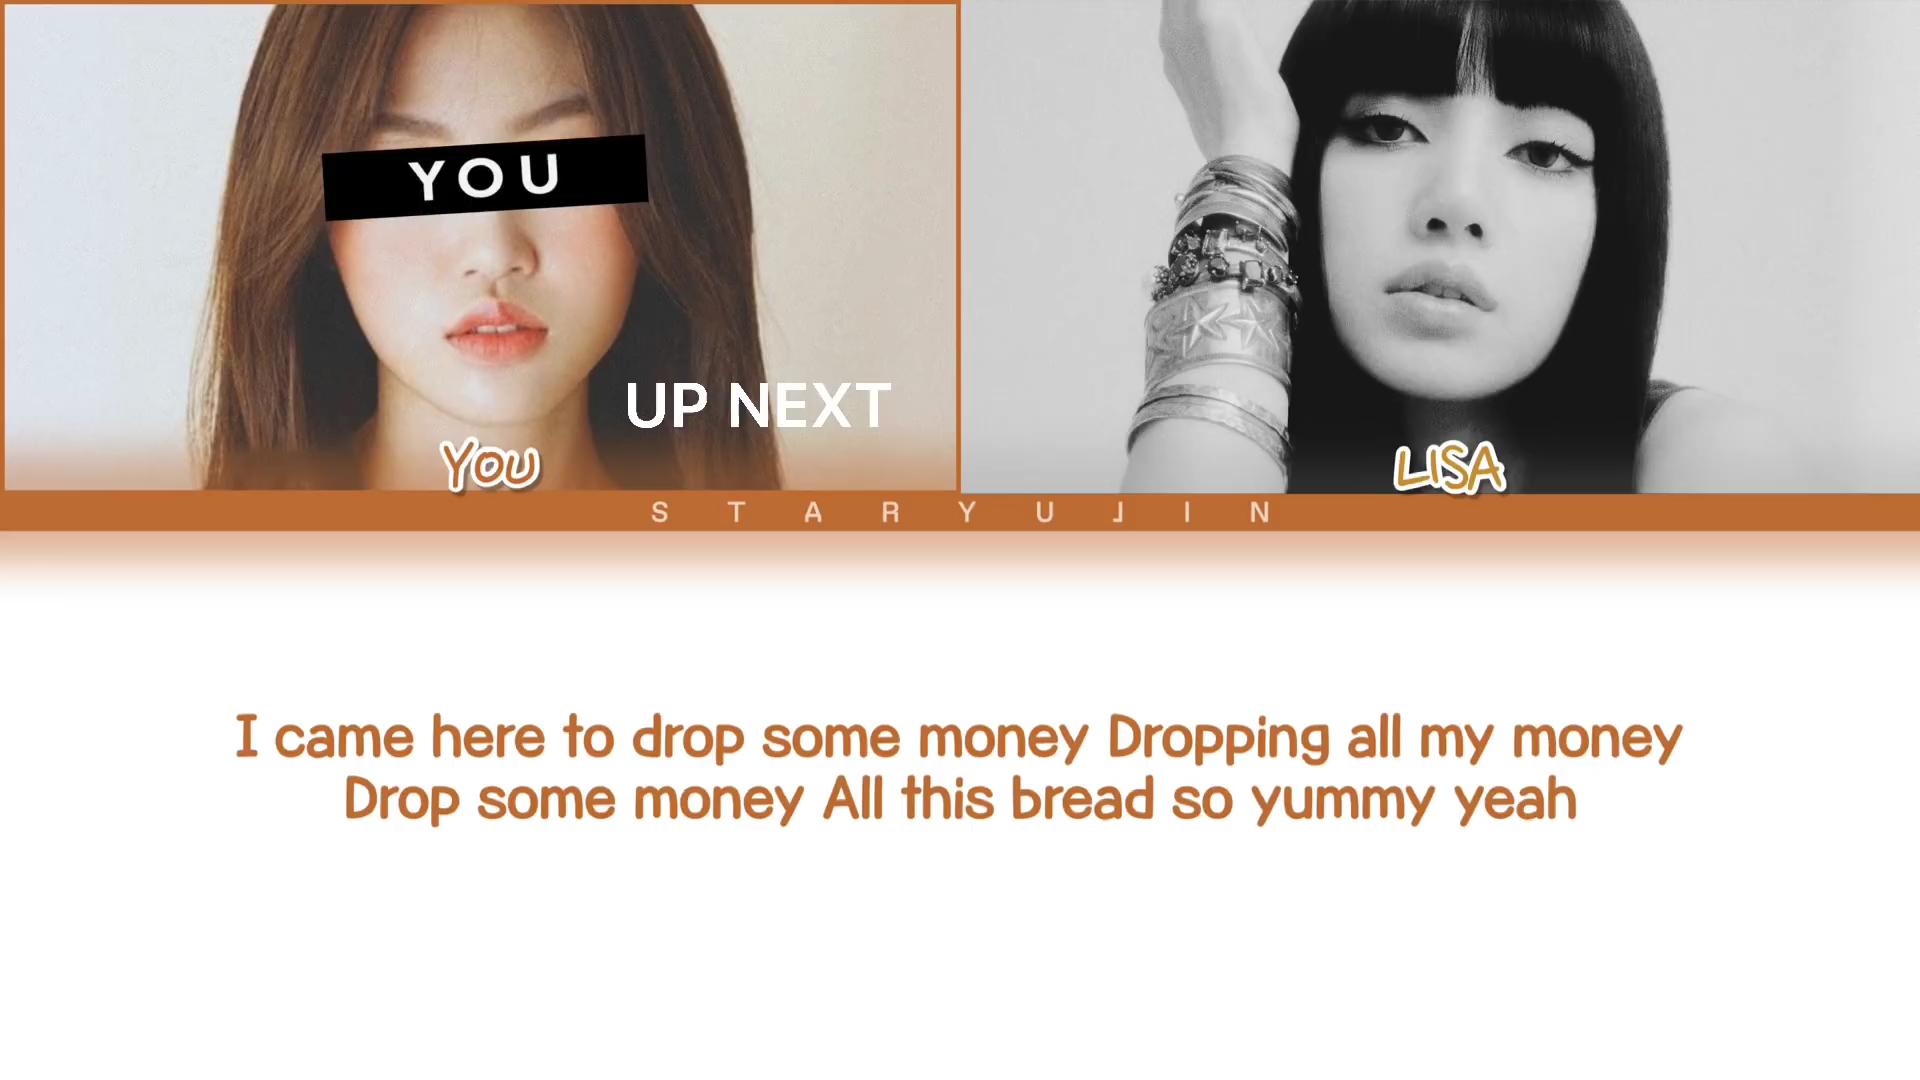 YOU
UP NEXT
You
LISA
STARYUJIN
I came here to drop some money Dropping all my money
Drop some money All this bread so yummy yeah